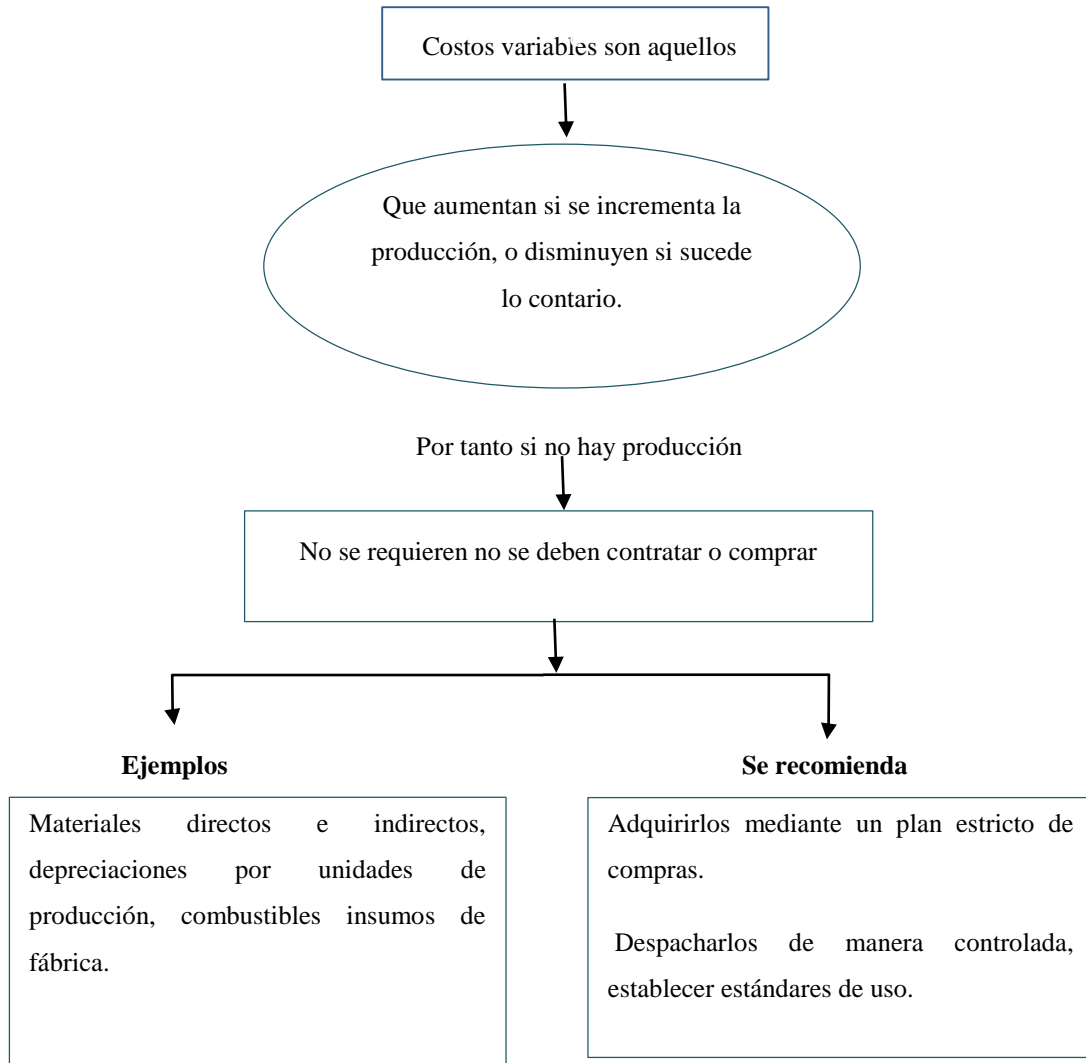 Costos variables son aquellos
Que aumentan si se incrementa la
producción, o disminuyen si sucede
lo contario.
Por tanto si no hay producción
No se requieren no se deben contratar o comprar
Ejemplos
Materiales directos e indirectos,
depreciaciones por unidades de
producción, combustibles insumos de
fábrica.
Se recomienda
Adquirirlos mediante un plan estricto de
compras.
Despacharlos de manera controlada,
establecer estándares de uso.